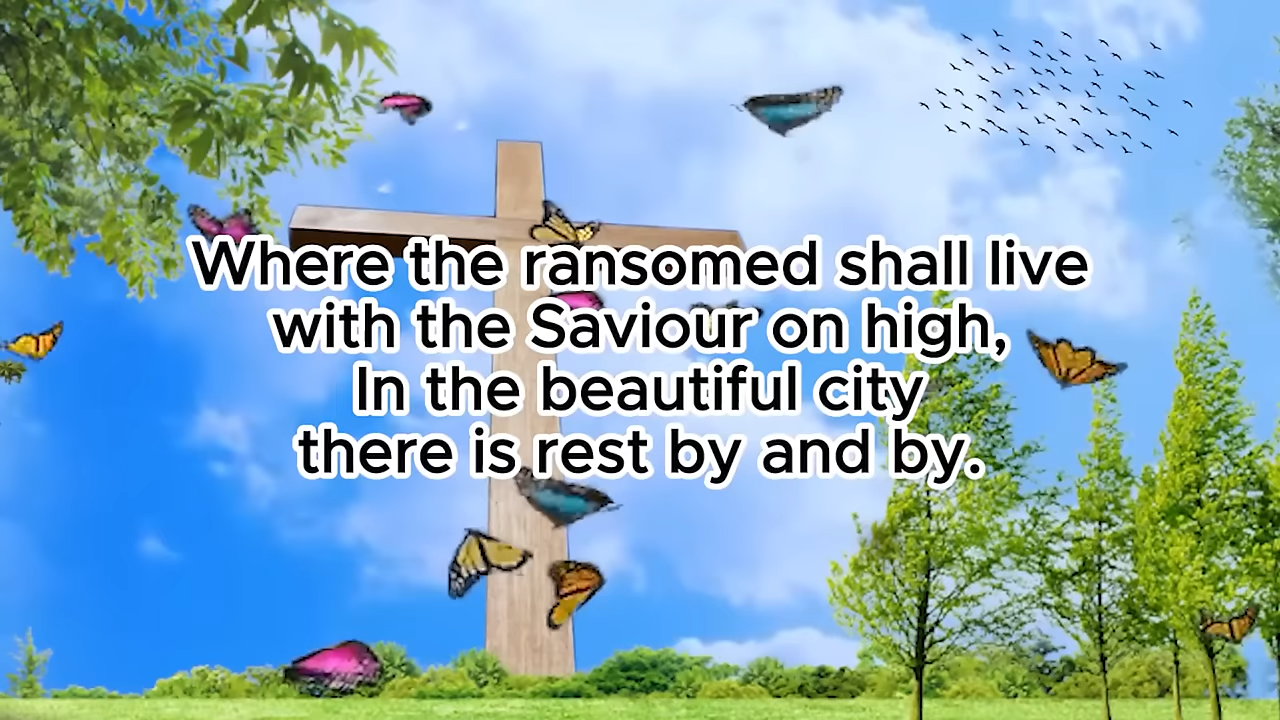 Where the ransomed shall live
with the Saviour on high,
In the beautiful city
there is rest by and by.